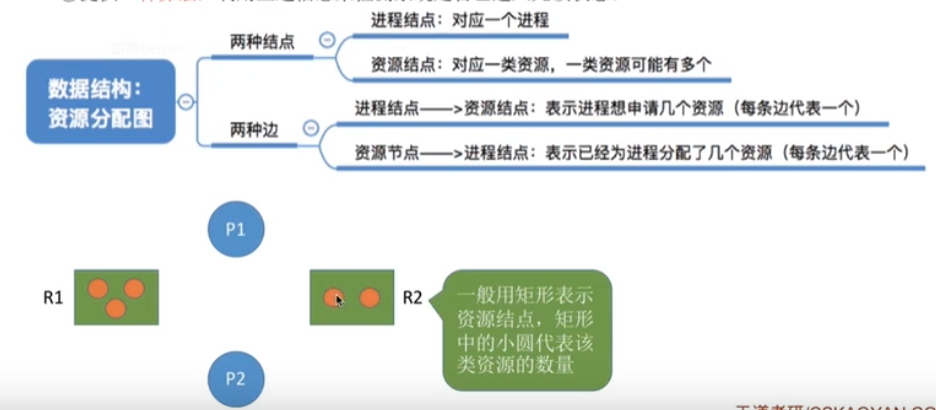 进程结点：对应一个进程
两种结点
资源结点：对应一类资源，一类资源可能有多个
数据结构：
资源分配图
进程结点——>资源结点：表示进程想申请几个资源（每条边代表一个）
两种边
资源节点——>进程结点：表示已经为进程分配了几个资源（每条边代表一个）
P1
R1
R2
一般用矩形表示
资源结点，矩形
中的小圆代表该
类资源的数量
P2